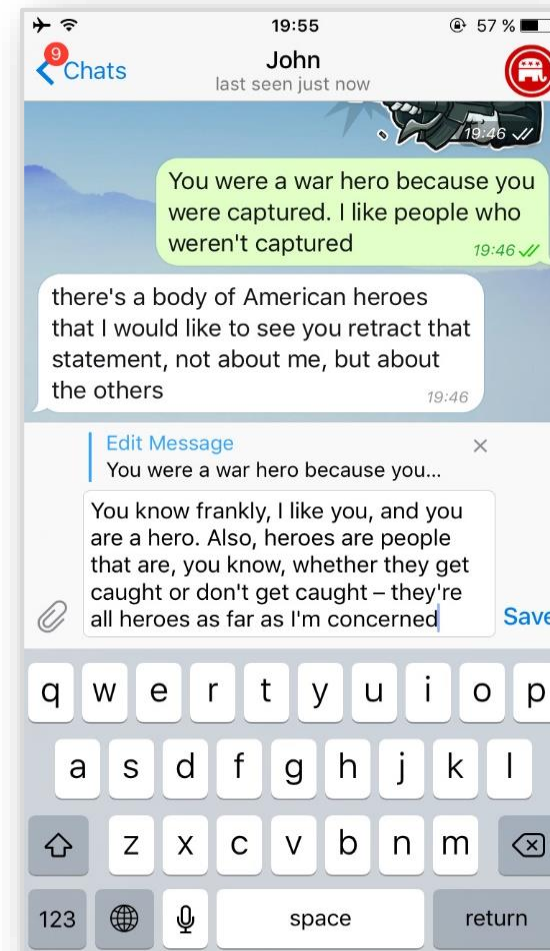 19:55
57 %
9
Chats
John
last seen just now
19:46
You were a war hero because you
were captured. I like people who
weren't captured
19:46
there's a body of American heroes
that I would like to see you retract that
statement, not about me, but about
the others
19:46
Edit Message
You were a war hero because you...
You know frankly, I like you, and you
are a hero. Also, heroes are people
that are, you know, whether they get
caught or don't get caught – they're
all heroes as far as I'm concerned
Save
q w e r t y u i o p
a s d f g h j k l
z x c v b n m
123
space
return